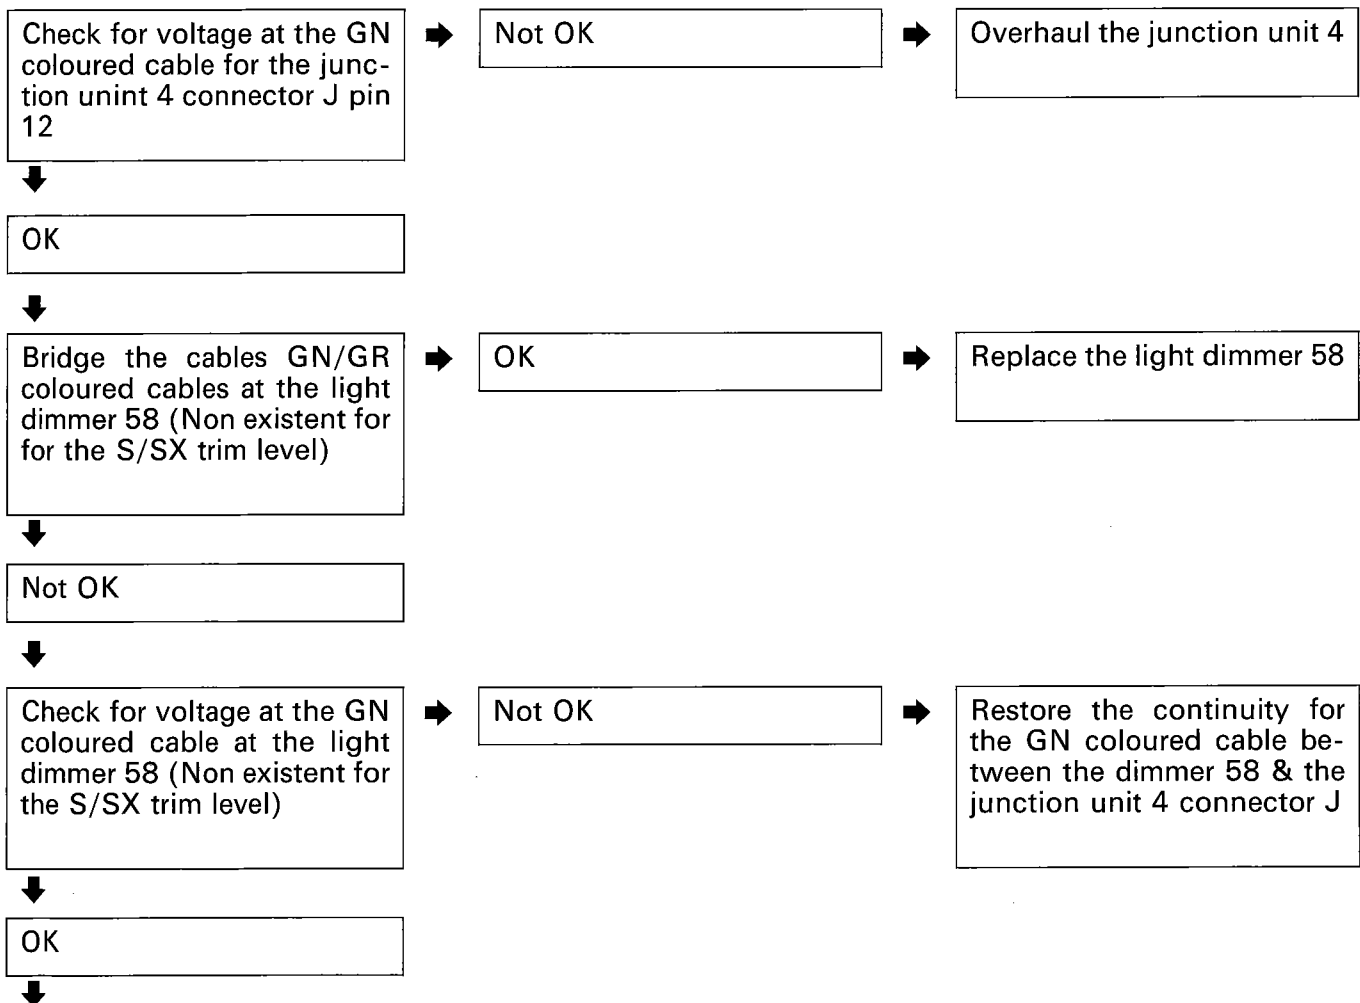 Check for voltage at the GN
coloured cable for the junc-
tion unint 4 connector J pin
12
Not OK
Overhaul the junction unit 4
OK
Bridge the cables GN/GR
coloured cables at the light
dimmer 58 (Non existent for
for the S/SX trim level)
OK
Replace the light dimmer 58
Not OK
Check for voltage at the GN
coloured cable at the light
dimmer 58 (Non existent for
the S/SX trim level)
Not OK
Restore the continuity for
the GN coloured cable be-
tween the dimmer 58 & the
junction unit 4 connector J
OK